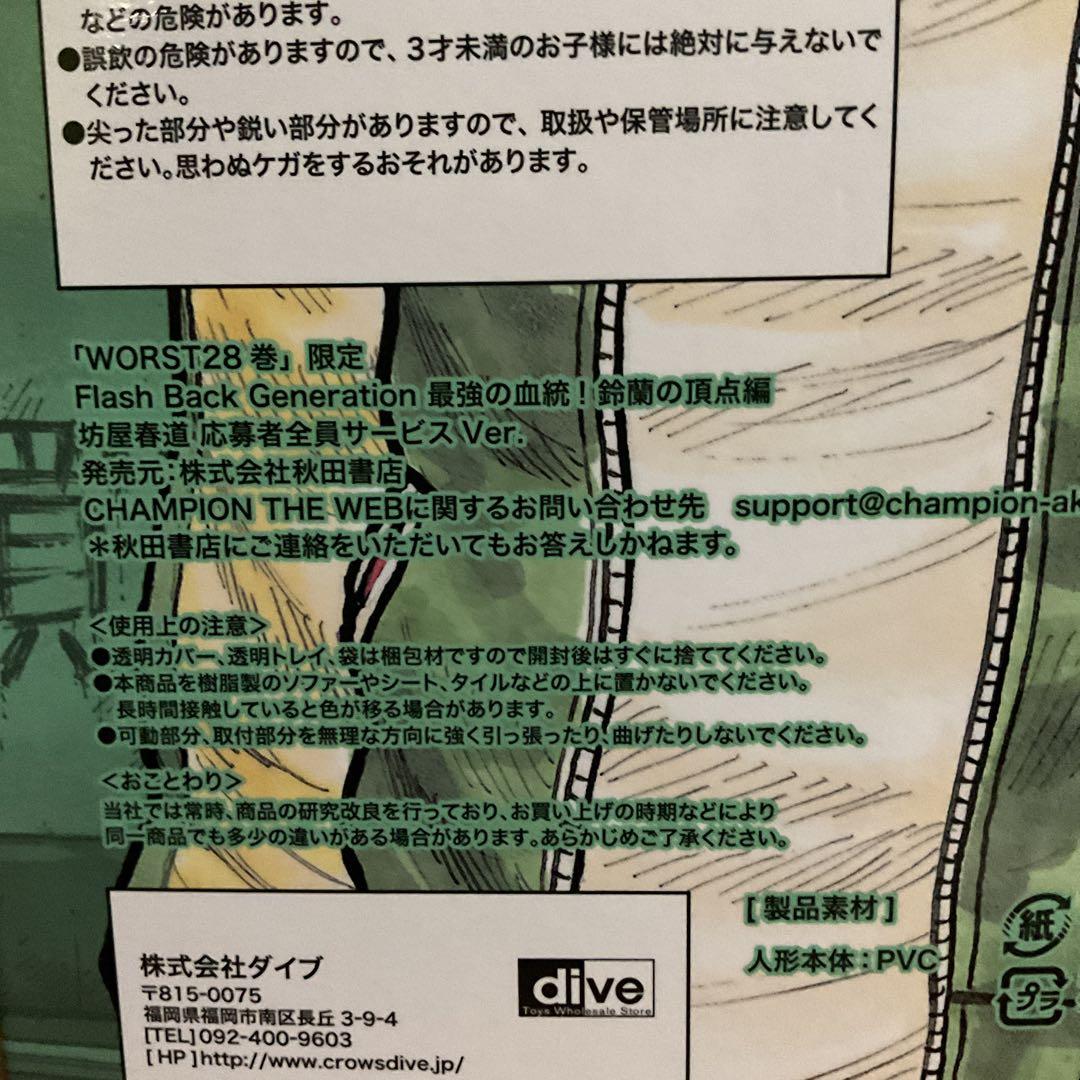 などの危険があります。
●誤飲の危険がありますので、3才未満のお子様には絶対に与えないで
ください。
●尖った部分や鋭い部分がありますので、取扱や保管場所に注意してく
ださい。思わぬケガをするおそれがあります。
「WORST28巻」限定
Flash Back Generation 最強の血統！鈴蘭の頂点編
坊屋春道 応募者全員サービスVer.
発売元：株式会社秋田書店
CHAMPION THE WEBに関するお問い合わせ先 support@champion-ak
＊秋田書店にご連絡をいただいてもお答えしかねます。
＜使用上の注意＞
●透明カバー、透明トレイ、袋は梱包材ですので開封後はすぐに捨ててください。
●本商品を樹脂製のソファーやシート、タイルなどの上に置かないでください。
長時間接触していると色が移る場合があります。
●可動部分、取付部分を無理な方向に強く引っ張ったり、曲げたりしないでください。
＜おことわり＞
当社では常時、商品の研究改良を行っており、お買い上げの時期などにより
同一商品でも多少の違いがある場合があります。あらかじめご了承ください。
[製品素材]
人形本体：PVC
紙
プラ
株式会社ダイブ
〒815-0075
福岡県福岡市南区長丘 3-9-4
[TEL]092-400-9603
[HP]http://www.crowsdive.jp/
dive
Toys Wholesale Store